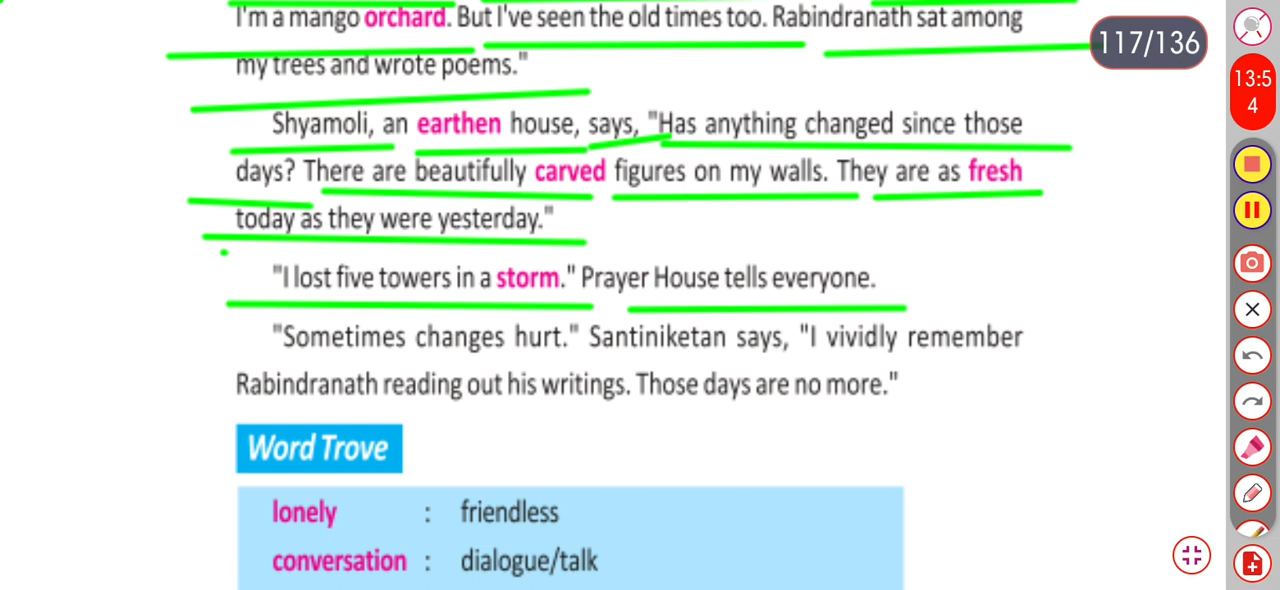 I'm a mango orchard. But I've seen the old times too. Rabindranath sat among
117/136
my trees and wrote poems."
13:5
4
Shyamoli, an earthen house, says, "Has anything changed since those
days? There are beautifully carved figures on my walls. They are as fresh
today as they were yesterday."
"I lost five towers in a storm." Prayer House tells everyone.
"Sometimes changes hurt." Santiniketan says, "I vividly remember
Rabindranath reading out his writings. Those days are no more."
Word Trove
lonely : friendless
conversation : dialogue/talk